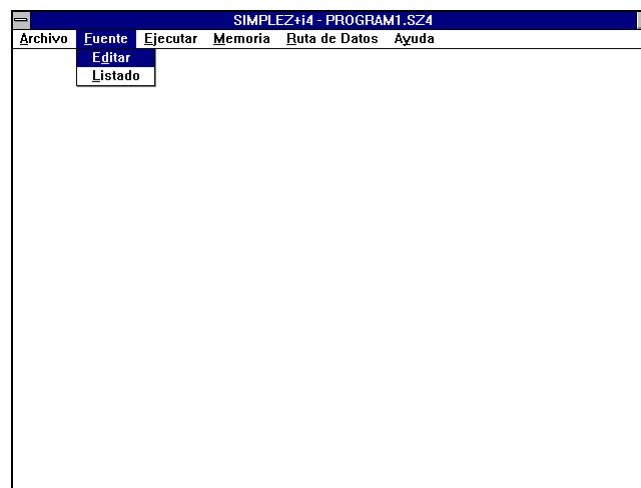 SIMPLEZ+i4 - PROGRAM1.SZ4
Archivo Fuente Ejecutar Memoria Ruta de Datos Ayuda
Editar
Listado